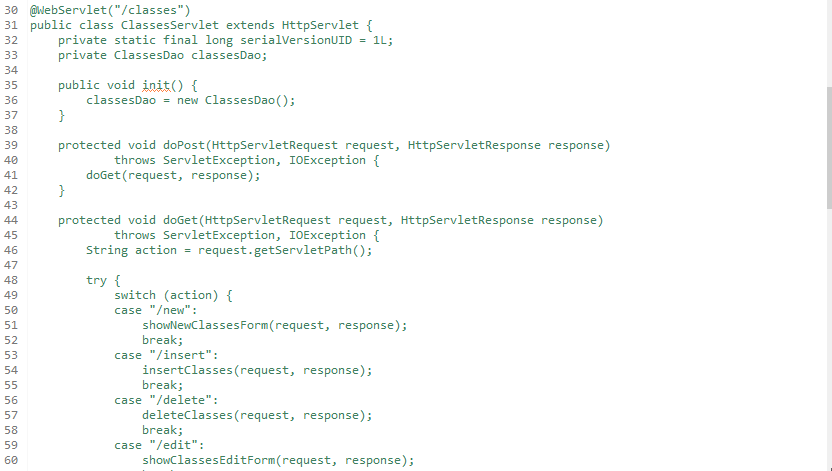 30 @WebServlet("/classes")
31 public class ClassesServlet extends HttpServlet {
32     private static final long serialVersionUID = 1L;
33     private ClassesDao classesDao;
34
35     public void init() {
36         classesDao = new ClassesDao();
37     }
38
39     protected void doPost(HttpServletRequest request, HttpServletResponse response)
40             throws ServletException, IOException {
41         doGet(request, response);
42     }
43
44     protected void doGet(HttpServletRequest request, HttpServletResponse response)
45             throws ServletException, IOException {
46         String action = request.getServletPath();
47
48         try {
49             switch (action) {
50             case "/new":
51                 showNewClassesForm(request, response);
52                 break;
53             case "/insert":
54                 insertClasses(request, response);
55                 break;
56             case "/delete":
57                 deleteClasses(request, response);
58                 break;
59             case "/edit":
60                 showClassesEditForm(request, response);